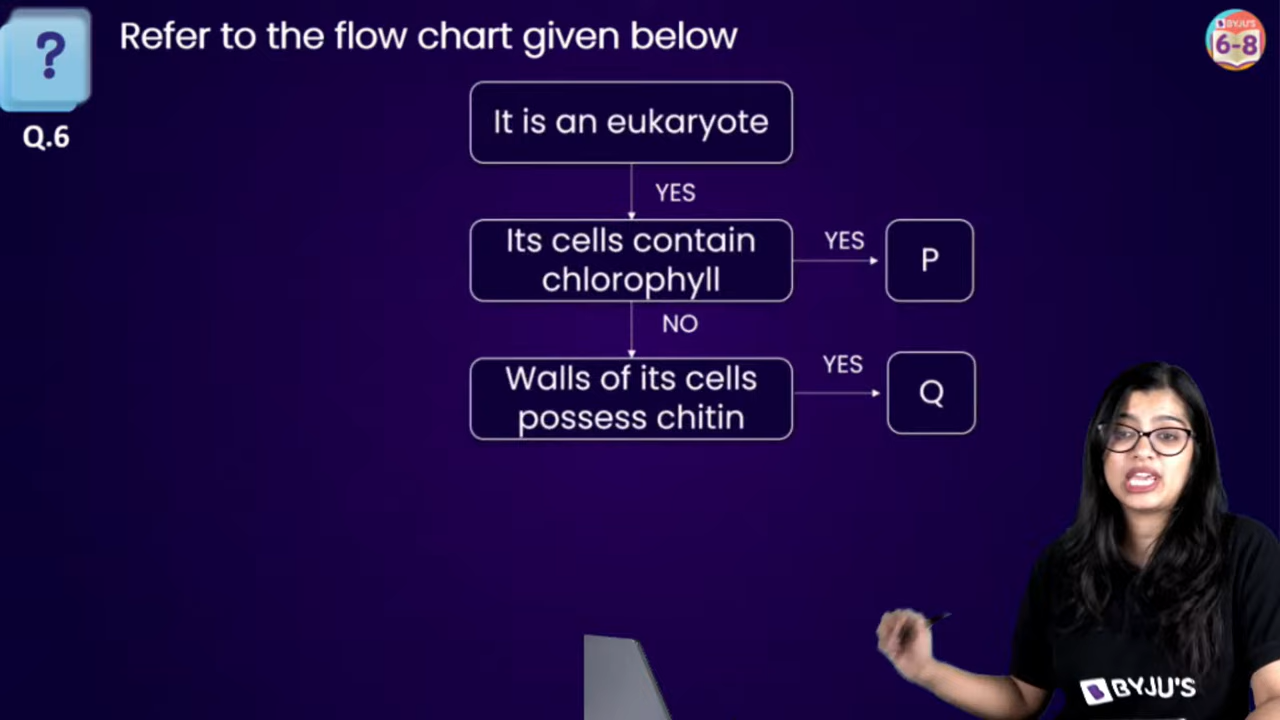 ?
Q.6
Refer to the flow chart given below
BYJU'S
6-8
It is an eukaryote
YES
Its cells contain
chlorophyll
YES
P
NO
Walls of its cells
possess chitin
YES
Q
BYJU'S